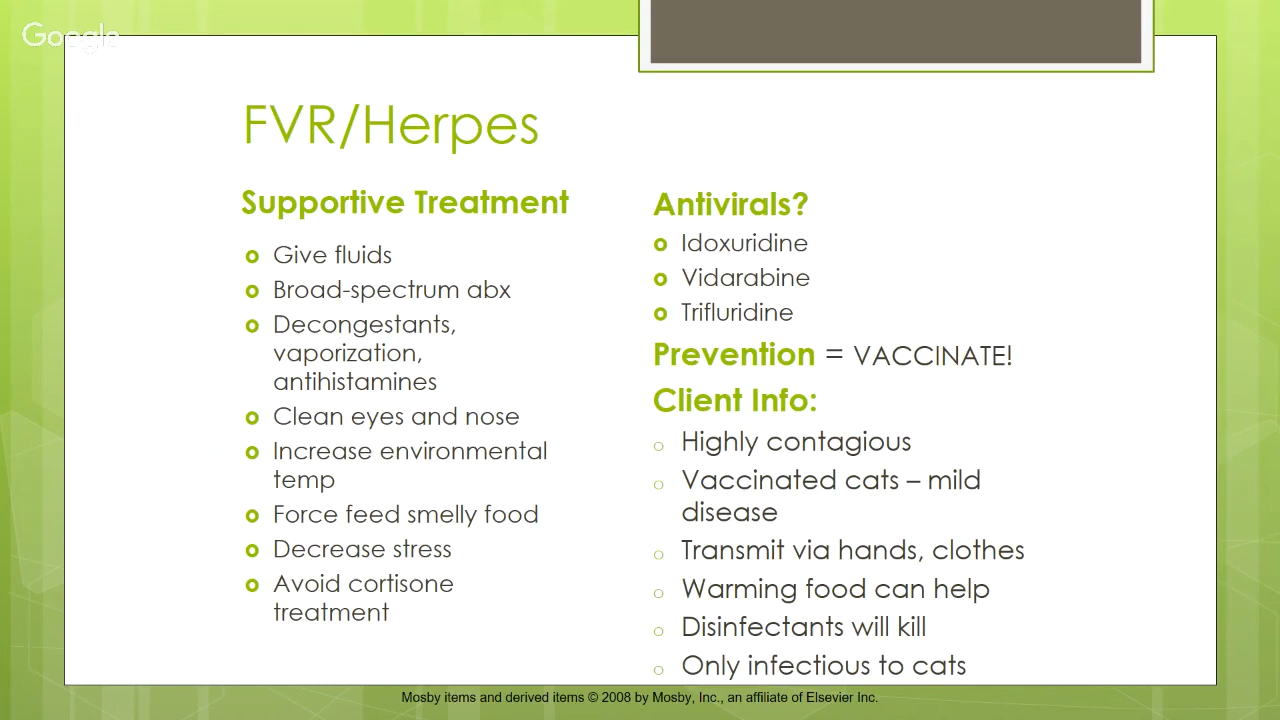 Google
FVR/Herpes
Supportive Treatment
Give fluids
Broad-spectrum abx
Decongestants,
vaporization,
antihistamines
Clean eyes and nose
Increase environmental
temp
Force feed smelly food
Decrease stress
Avoid cortisone
treatment
Antivirals?
Idoxuridine
Vidarabine
Trifluridine
Prevention = VACCINATE!
Client Info:
Highly contagious
Vaccinated cats – mild
disease
Transmit via hands, clothes
Warming food can help
Disinfectants will kill
Only infectious to cats
Mosby items and derived items © 2008 by Mosby, Inc., an affiliate of Elsevier Inc.